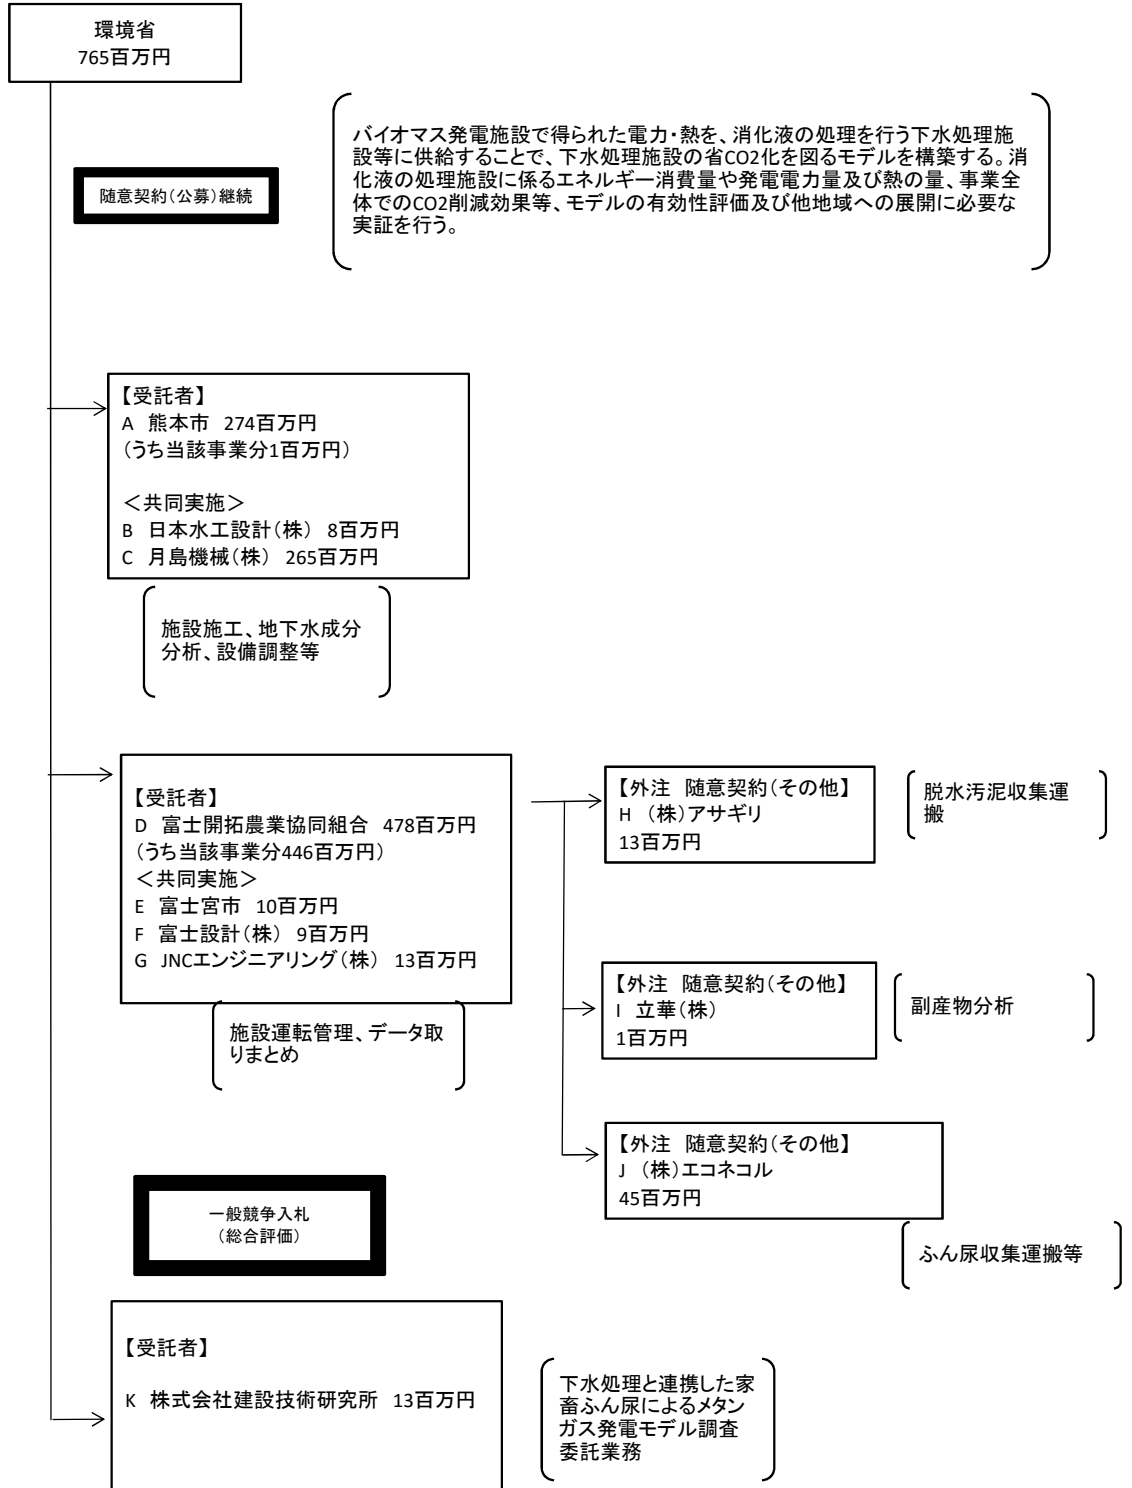 環境省
765百万円
バイオマス発電施設で得られた電力・熱を、消化液の処理を行う下水処理施
設等に供給することで、下水処理施設の省CO2化を図るモデルを構築する。消
化液の処理施設に係るエネルギー消費量や発電電力量及び熱の量、事業全
体でのCO2削減効果等、モデルの有効性評価及び他地域への展開に必要な
実証を行う。
随意契約(公募)継続
【受託者】
A 熊本市 274百万円
(うち当該事業分1百万円)
<共同実施>
B 日本水工設計(株) 8百万円
C 月島機械(株) 265百万円
施設施工、地下水成分
分析、設備調整等
【受託者】
D 富士開拓農業協同組合 478百万円
(うち当該事業分446百万円)
<共同実施>
E 富士宮市 10百万円
F 富士設計(株) 9百万円
G JNCエンジニアリング(株) 13百万円
施設運転管理、データ取
りまとめ
【外注 随意契約(その他】
H (株)アサギリ
13百万円
脱水汚泥収集運
搬
【外注 随意契約(その他】
I 立華(株)
1百万円
副産物分析
【外注 随意契約(その他】
J (株)エコネコル
45百万円
ふん尿収集運搬等
一般競争入札
(総合評価)
【受託者】
K 株式会社建設技術研究所 13百万円
下水処理と連携した家
畜ふん尿によるメタン
ガス発電モデル調査
委託業務